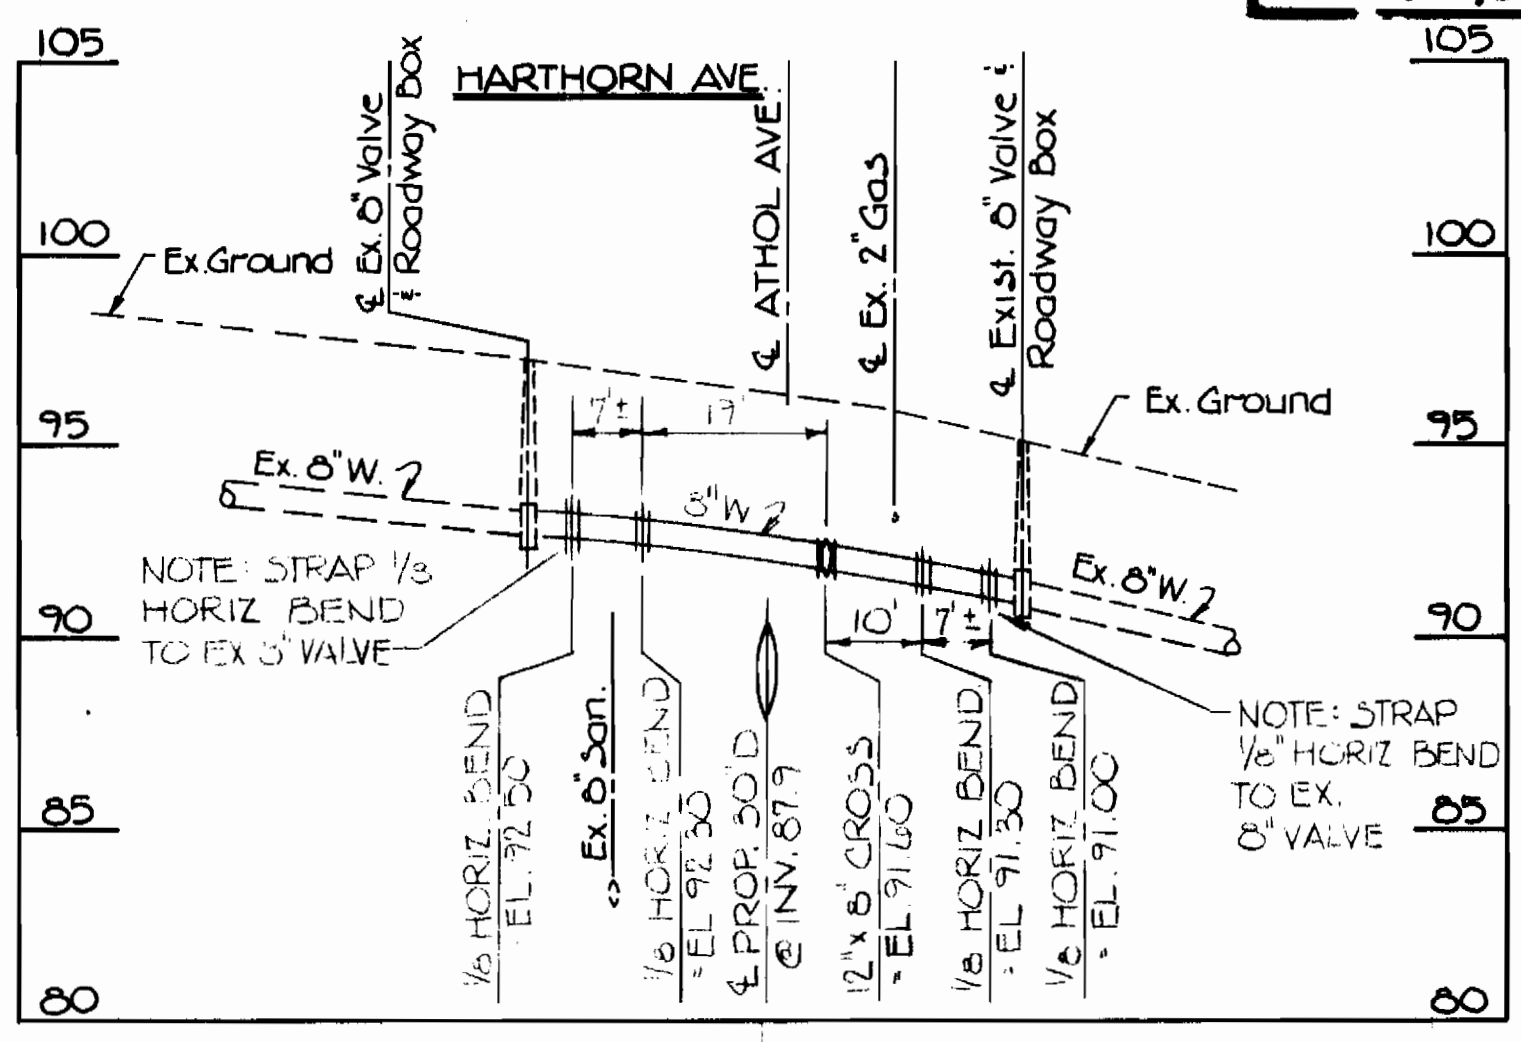 105
105
HARTHORN AVE.
℄ Ex. 8" Valve
& Roadway Box
℄ ATHOL AVE.
℄ Ex. 2" Gas
℄ Exist. 8" Valve &
Roadway Box
100
100
Ex. Ground
Ex. Ground
95
95
7'±
17'
Ex. 8" W.
8" W
Ex. 8" W.
NOTE: STRAP 1/8
HORIZ BEND
TO EX 8" VALVE
90
90
10'
7'±
NOTE: STRAP
1/8" HORIZ BEND
TO EX.
8" VALVE
1/8 HORIZ BEND
EL. 92.50
Ex. 8" San.
1/8 HORIZ BEND
= EL 92.30
℄ PROP. 30" D
@ INV. 87.9
12" x 8" CROSS
= EL. 91.60
1/8 HORIZ BEND.
= EL 91.30
1/8 HORIZ BEND
= EL. 91.00
85
85
80
80